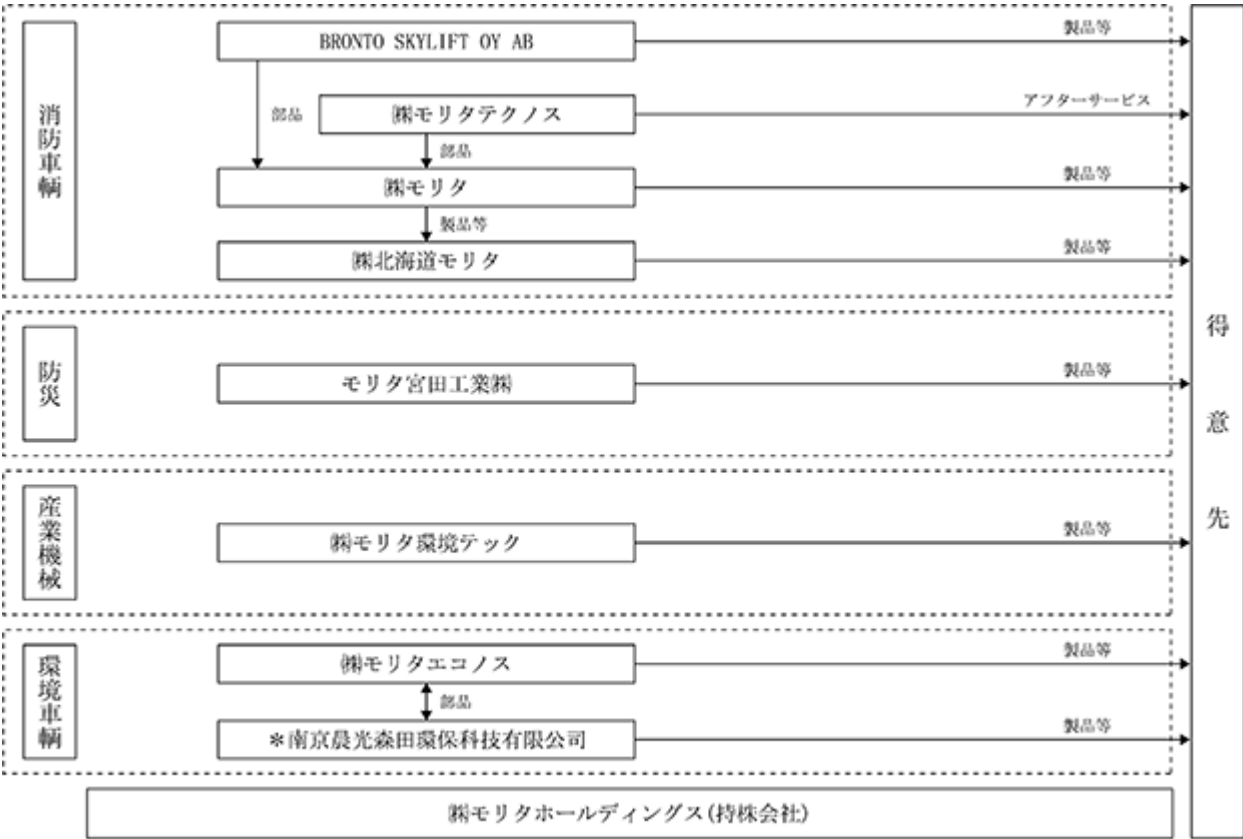 消防車輌
BRONTO SKYLIFT OY AB
製品等
部品
㈱モリタテクノス
アフターサービス
部品
㈱モリタ
製品等
製品等
㈱北海道モリタ
製品等
防災
モリタ宮田工業㈱
製品等
産業機械
㈱モリタ環境テック
製品等
環境車輌
㈱モリタエコノス
製品等
部品
*南京晨光森田環保科技有限公司
製品等
得意先
㈱モリタホールディングス(持株会社)